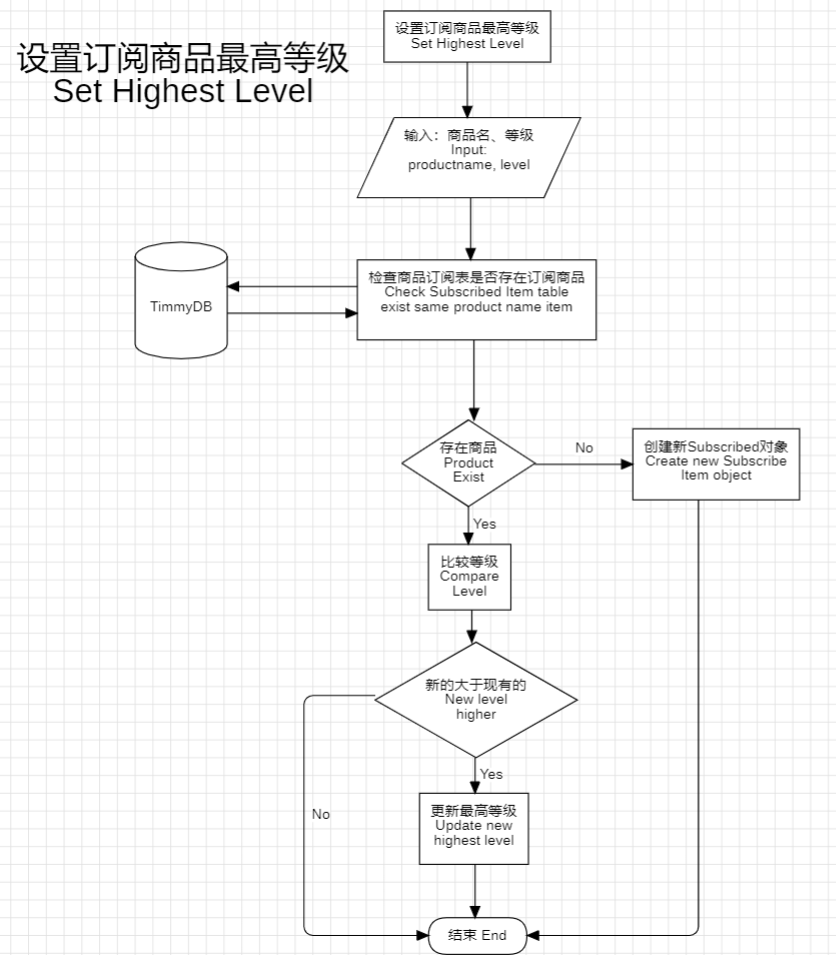 设置订阅商品最高等级
Set Highest Level
设置订阅商品最高等级
Set Highest Level
输入：商品名、等级
Input:
productname, level
检查商品订阅表是否存在订阅商品
Check Subscribed Item table
exist same product name item
TimmyDB
存在商品
Product
Exist
No
创建新Subscribed对象
Create new Subscribe
Item object
Yes
比较等级
Compare
Level
新的大于现有的
New level
higher
Yes
No
更新最高等级
Update new
highest level
结束 End